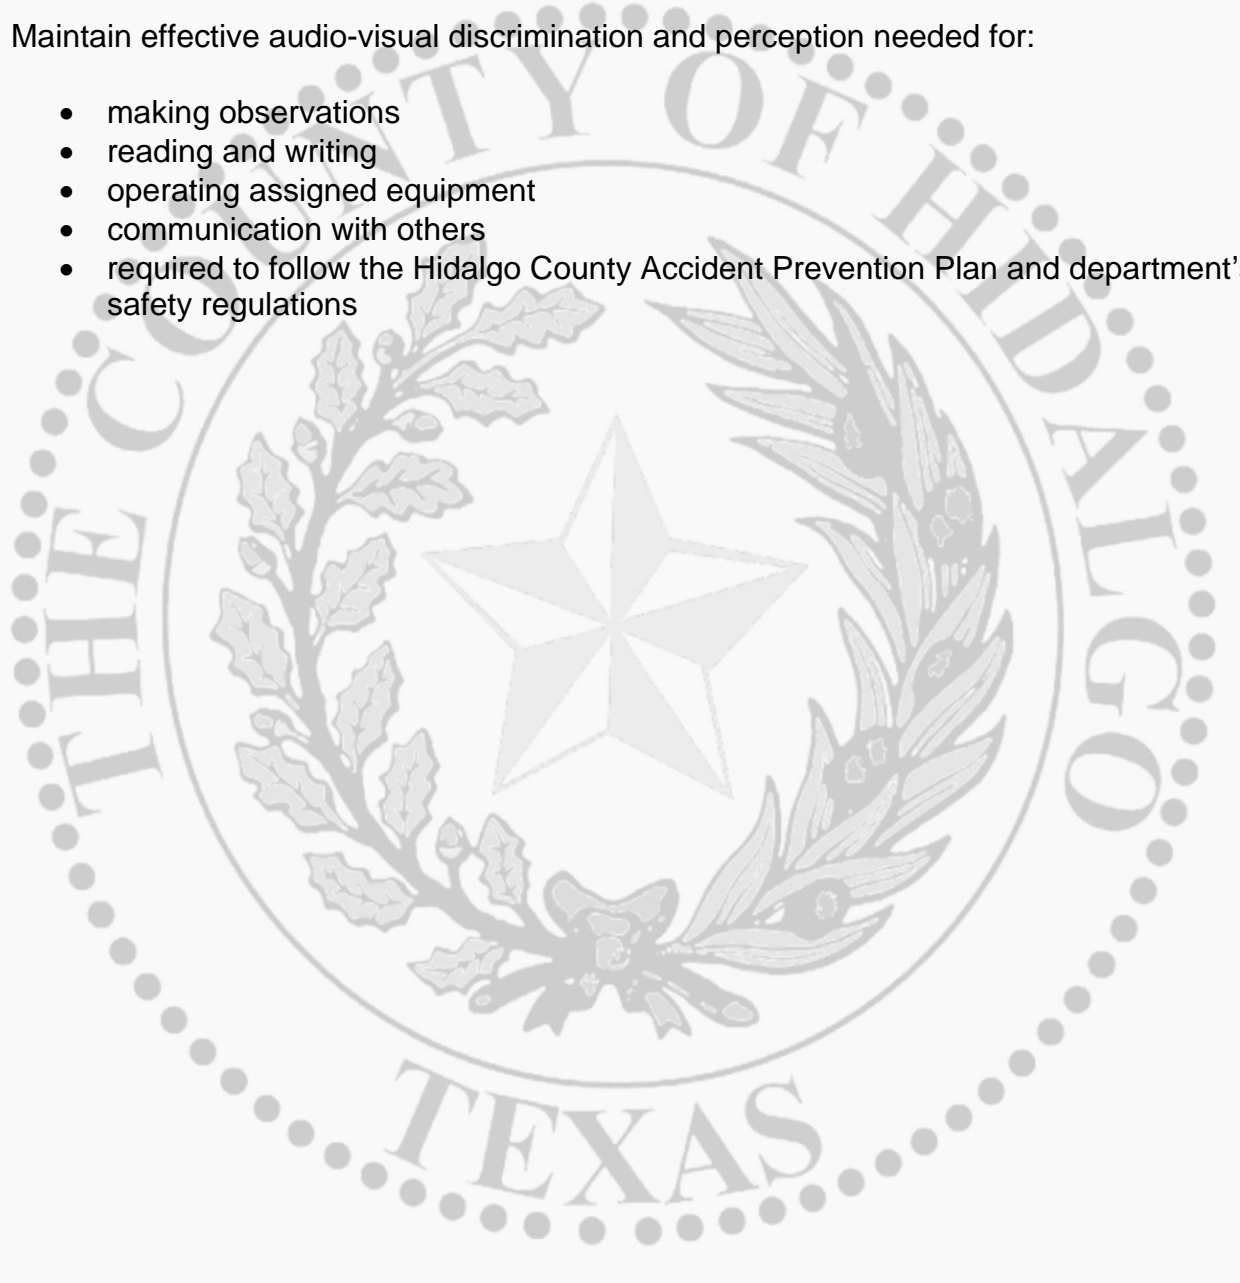 Maintain effective audio-visual discrimination and perception needed for:
• making observations
• reading and writing
• operating assigned equipment
• communication with others
• required to follow the Hidalgo County Accident Prevention Plan and department's
safety regulations
THE COUNTY OF HIDALGO
TEXAS